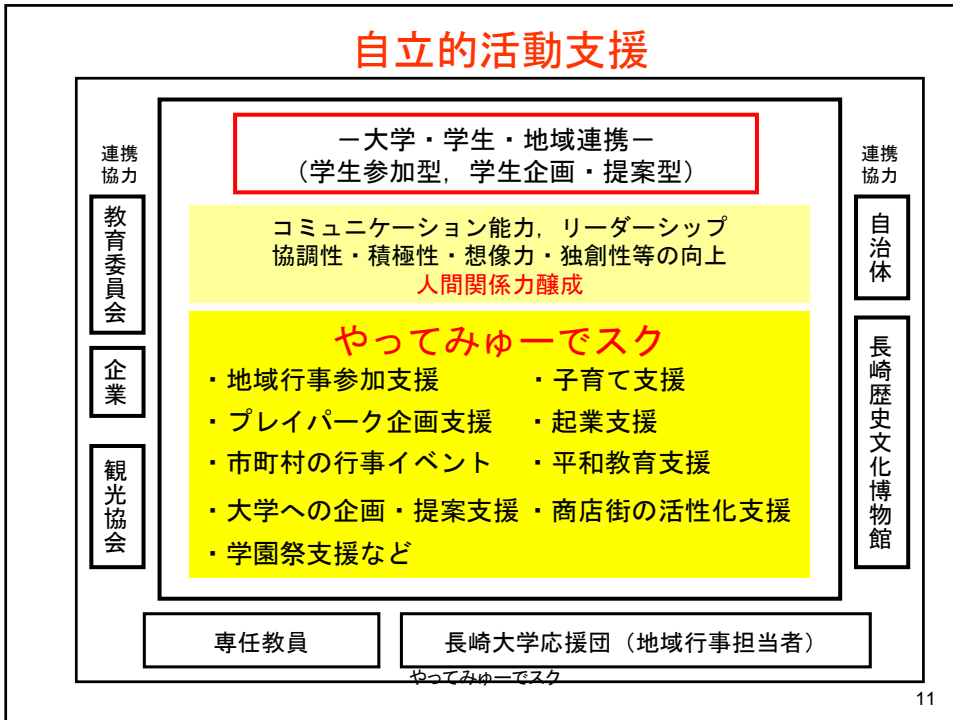 自立的活動支援
連携
協力
教育委員会
企業
観光協会
－大学・学生・地域連携－
（学生参加型，学生企画・提案型）
コミュニケーション能力，リーダーシップ
協調性・積極性・想像力・独創性等の向上
人間関係力醸成
やってみゅーでスク
・地域行事参加支援
・子育て支援
・プレイパーク企画支援
・起業支援
・市町村の行事イベント
・平和教育支援
・大学への企画・提案支援
・商店街の活性化支援
・学園祭支援など
連携
協力
自治体
長崎歴史文化博物館
専任教員
長崎大学応援団（地域行事担当者）
やってみゅーでスク
11